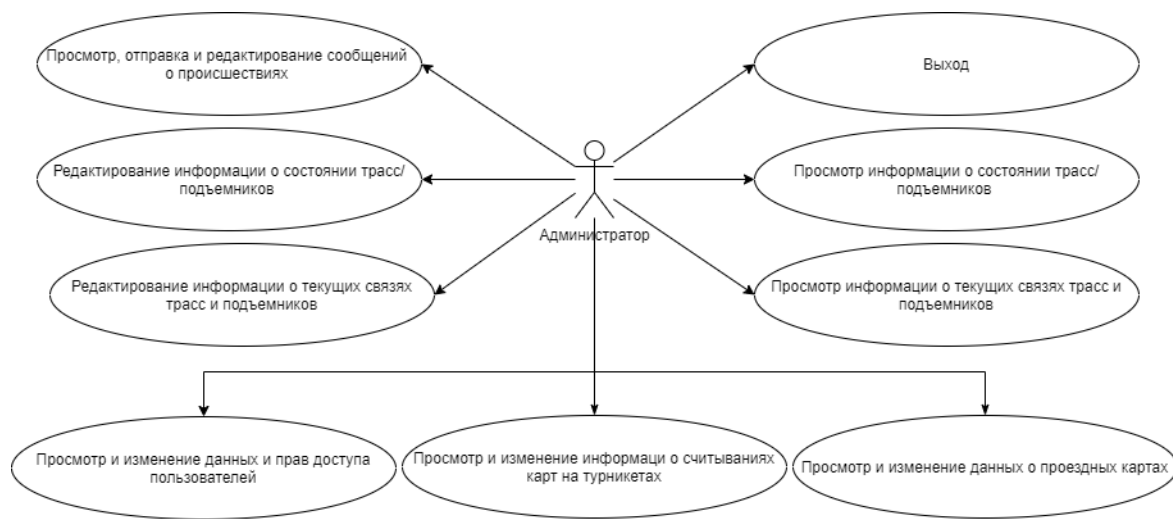 Просмотр, отправка и редактирование сообщений
о происшествиях
Выход
Редактирование информации о состоянии трасс/
подъемников
Просмотр информации о состоянии трасс/
подъемников
Администратор
Редактирование информации о текущих связях
трасс и подъемников
Просмотр информации о текущих связях трасс и
подъемников
Просмотр и изменение данных и прав доступа
пользователей
Просмотр и изменение информаци о считываниях
карт на турникетах
Просмотр и изменение данных о проездных картах